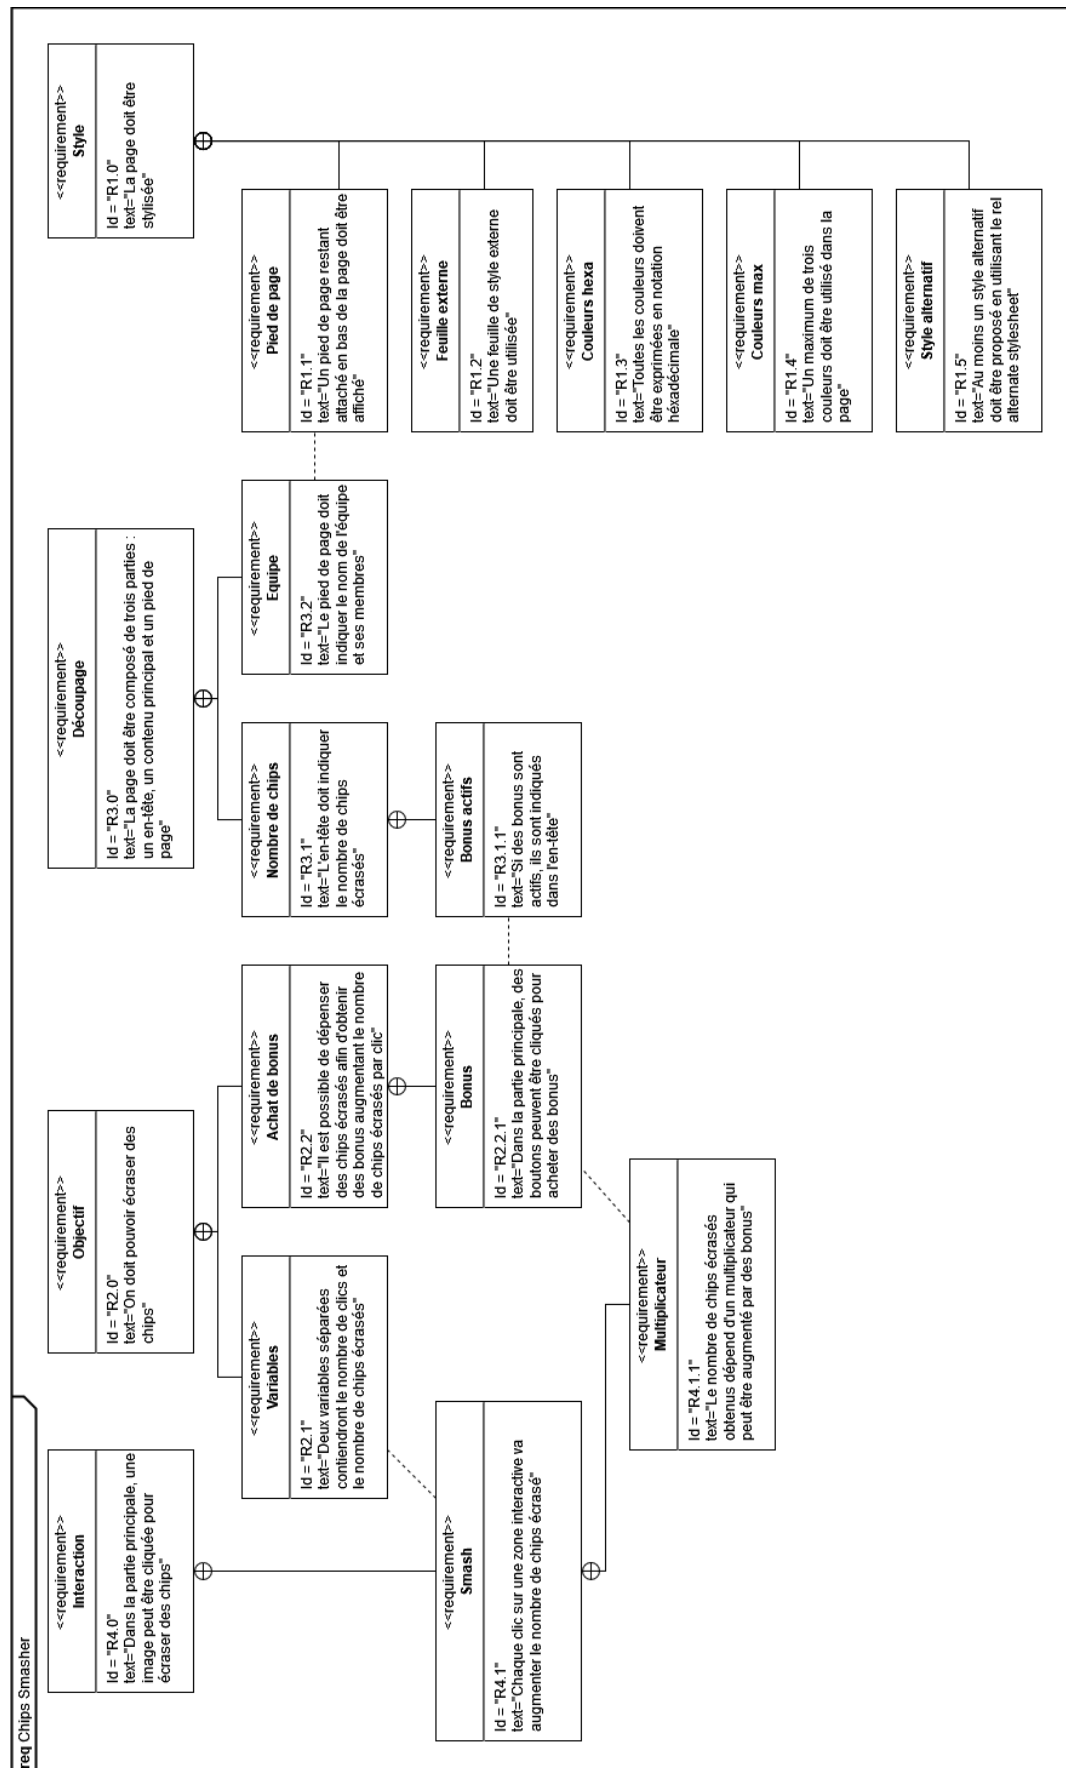 req Chips Smasher
<<requirement>>
Interaction
Id = "R4.0"
text="Dans la partie principale, une
image peut être cliquée pour
écraser des chips"
<<requirement>>
Objectif
Id = "R2.0"
text="On doit pouvoir écraser des
chips"
<<requirement>>
Découpage
Id = "R3.0"
text="La page doit être composé de trois parties :
un en-tête, un contenu principal et un pied de
page"
<<requirement>>
Style
Id = "R1.0"
text="La page doit être
stylisée"
<<requirement>>
Variables
Id = "R2.1"
text="Deux variables séparées
contiendront le nombre de clics et
le nombre de chips écrasés"
<<requirement>>
Achat de bonus
Id = "R2.2"
text="Il est possible de dépenser
des chips écrasés afin d'obtenir
des bonus augmentant le nombre
de chips écrasés par clic"
<<requirement>>
Nombre de chips
Id = "R3.1"
text="L'en-tête doit indiquer
le nombre de chips
écrasés"
<<requirement>>
Equipe
Id = "R3.2"
text="Le pied de page doit
indiquer le nom de l'équipe
et ses membres"
<<requirement>>
Pied de page
Id = "R1.1"
text="Un pied de page restant
attaché en bas de la page doit être
affiché"
<<requirement>>
Smash
Id = "R4.1"
text="Chaque clic sur une zone interactive va
augmenter le nombre de chips écrasé"
<<requirement>>
Bonus
Id = "R2.2.1"
text="Dans la partie principale, des
boutons peuvent être cliqués pour
acheter des bonus"
<<requirement>>
Bonus actifs
Id = "R3.1.1"
text="Si des bonus sont
actifs, ils sont indiqués
dans l'en-tête"
<<requirement>>
Feuille externe
Id = "R1.2"
text="Une feuille de style externe
doit être utilisée"
<<requirement>>
Couleurs hexa
Id = "R1.3"
text="Toutes les couleurs doivent
être exprimées en notation
héxadécimale"
<<requirement>>
Multiplicateur
Id = "R4.1.1"
text="Le nombre de chips écrasés
obtenus dépend d'un multiplicateur qui
peut être augmenté par des bonus"
<<requirement>>
Couleurs max
Id = "R1.4"
text="Un maximum de trois
couleurs doit être utilisé dans la
page"
<<requirement>>
Style alternatif
Id = "R1.5"
text="Au moins un style alternatif
doit être proposé en utilisant le rel
alternate stylesheet"